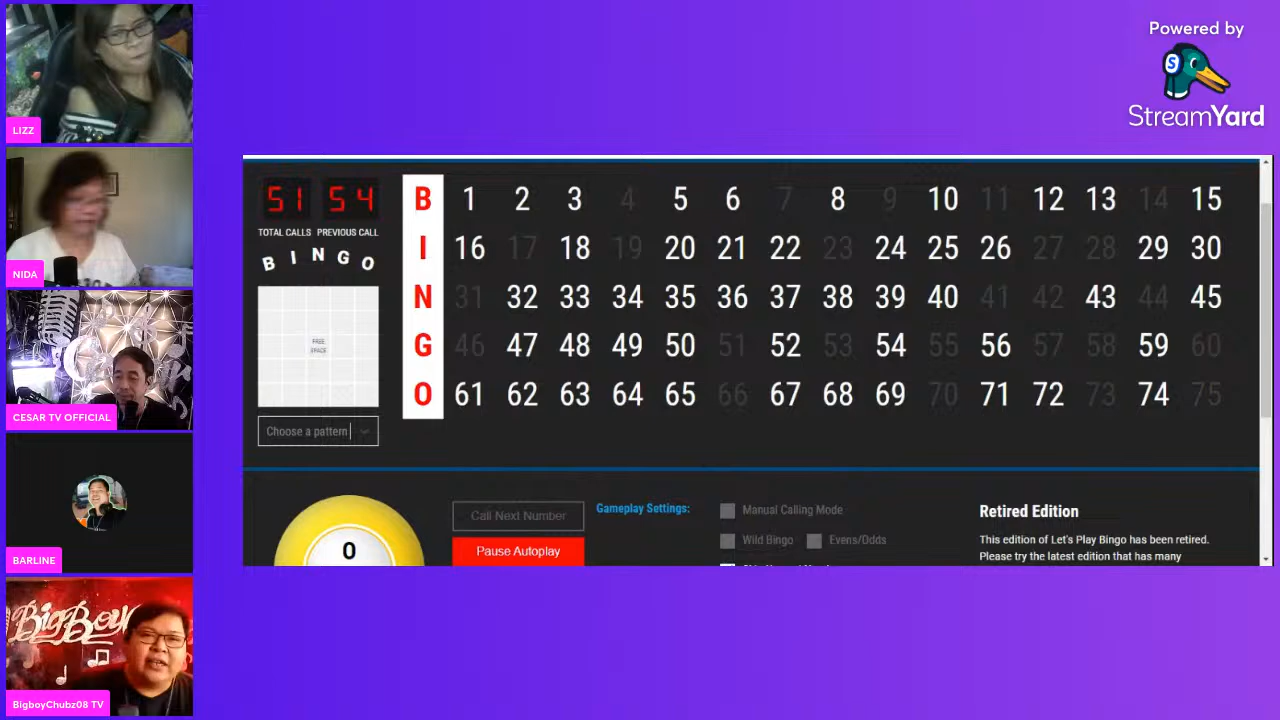 Powered by
StreamYard
LIZZ
NIDA
CESAR TV OFFICIAL
BARLINE
BigBoy
BigboyChubz08 TV
51 54
TOTAL CALLS PREVIOUS CALL
B I N G O
FREE SPACE
Choose a pattern
B 1 2 3 4 5 6 7 8 9 10 11 12 13 14 15
I 16 17 18 19 20 21 22 23 24 25 26 27 28 29 30
N 31 32 33 34 35 36 37 38 39 40 41 42 43 44 45
G 46 47 48 49 50 51 52 53 54 55 56 57 58 59 60
O 61 62 63 64 65 66 67 68 69 70 71 72 73 74 75
0
Call Next Number
Pause Autoplay
Gameplay Settings:
Manual Calling Mode
Wild Bingo Evens/Odds
Retired Edition
This edition of Let's Play Bingo has been retired.
Please try the latest edition that has many